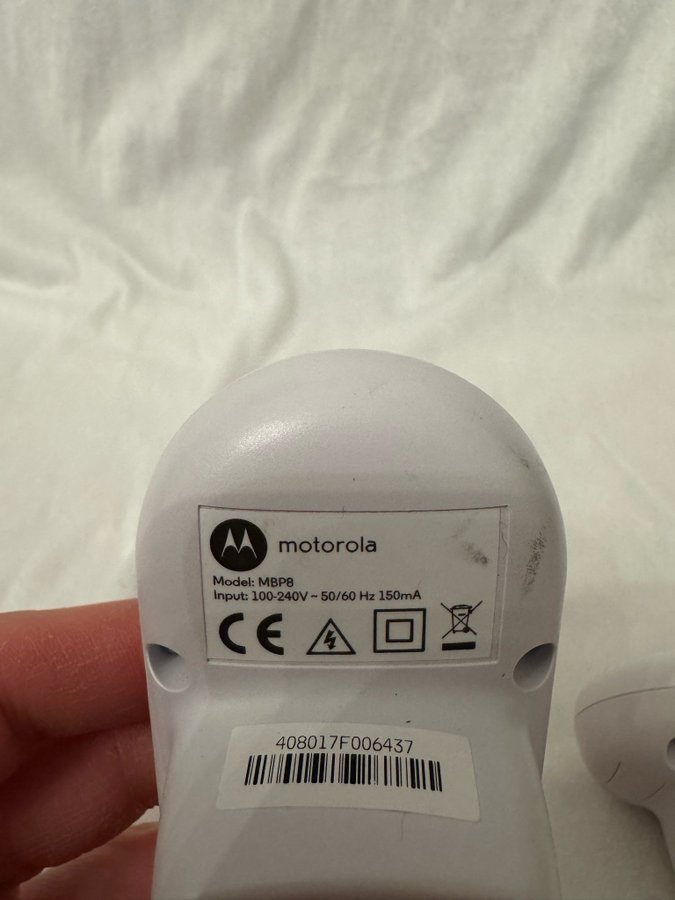 motorola
Model: MBP8
Input: 100-240V ~ 50/60 Hz 150mA
CE
408017F006437